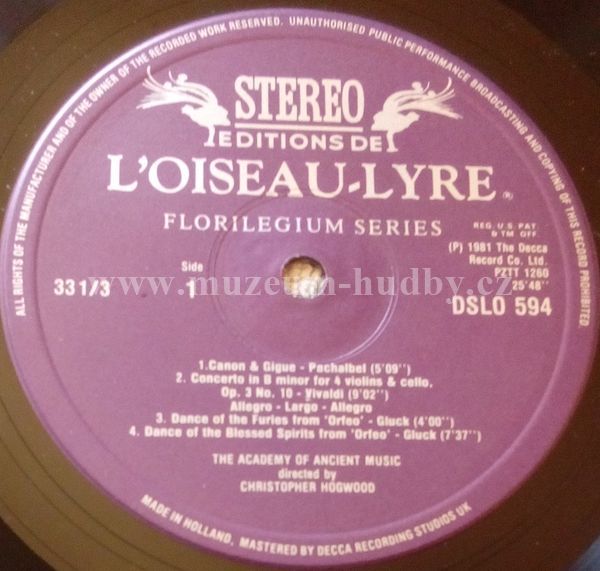 ALL RIGHTS OF THE MANUFACTURER AND OF THE OWNER OF THE RECORDED WORK RESERVED. UNAUTHORISED PUBLIC PERFORMANCE BROADCASTING AND COPYING OF THIS RECORD PROHIBITED.
STEREO
EDITIONS DE
L'OISEAU-LYRE ®
FLORILEGIUM SERIES
REG. U.S. PAT.
& TM OFF.
(P) 1981 The Decca
Record Co. Ltd.
PZTT 1260
25'48"
DSLO 594
Side
1
33 1/3
www.muzeum-hudby.cz
1.Canon & Gigue - Pachalbel (5'09'')
2. Concerto in B minor for 4 violins & cello,
Op. 3 No. 10 - Vivaldi (9'02'')
Allegro - Largo - Allegro
3. Dance of the Furies from 'Orfeo' - Gluck (4'00'')
4. Dance of the Blessed Spirits from 'Orfeo' - Gluck (7'37'')
THE ACADEMY OF ANCIENT MUSIC
directed by
CHRISTOPHER HOGWOOD
MADE IN HOLLAND. MASTERED BY DECCA RECORDING STUDIOS UK